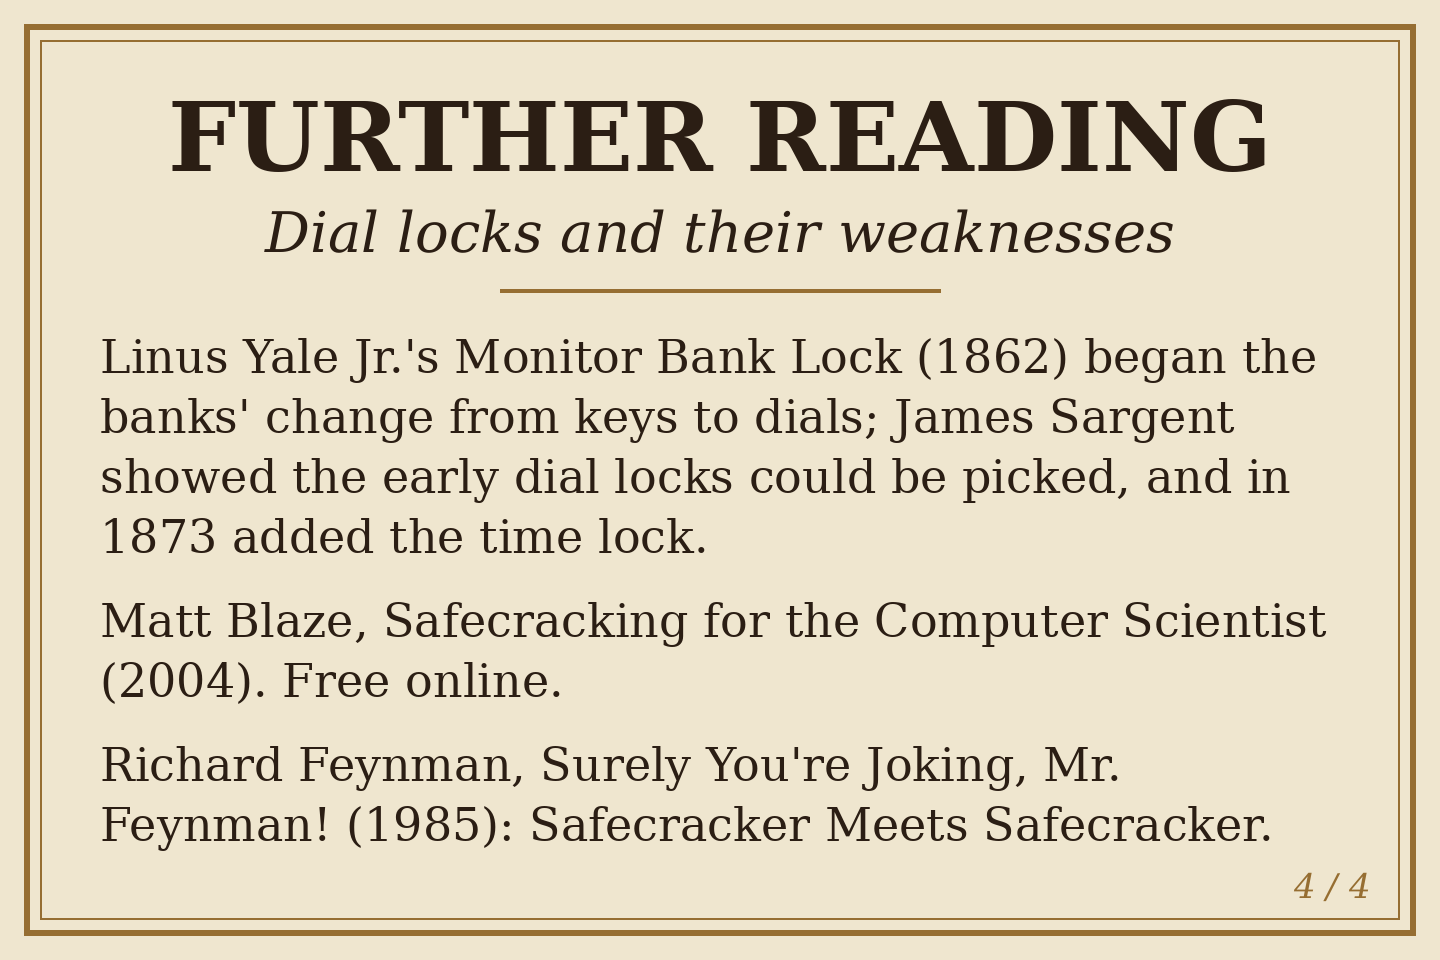 FURTHER READING
Dial locks and their weaknesses
Linus Yale Jr.'s Monitor Bank Lock (1862) began the
banks' change from keys to dials; James Sargent
showed the early dial locks could be picked, and in
1873 added the time lock.
Matt Blaze, Safecracking for the Computer Scientist
(2004). Free online.
Richard Feynman, Surely You're Joking, Mr.
Feynman! (1985): Safecracker Meets Safecracker.
4 / 4